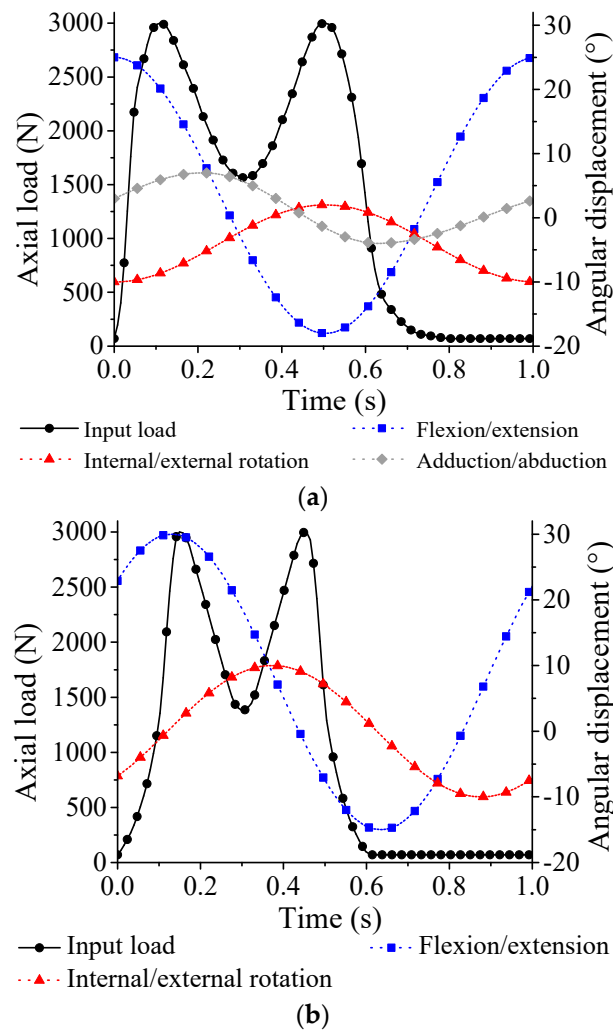 3000
2500
2000
1500
1000
500
0
Axial load (N)
30
20
10
0
-10
-20
Angular displacement (°)
0.0 0.2 0.4 0.6 0.8 1.0
Time (s)
Input load
Flexion/extension
Internal/external rotation
Adduction/abduction
(a)
3000
2500
2000
1500
1000
500
0
Axial load (N)
30
20
10
0
-10
-20
Angular displacement (°)
0.0 0.2 0.4 0.6 0.8 1.0
Time (s)
Input load
Flexion/extension
Internal/external rotation
(b)